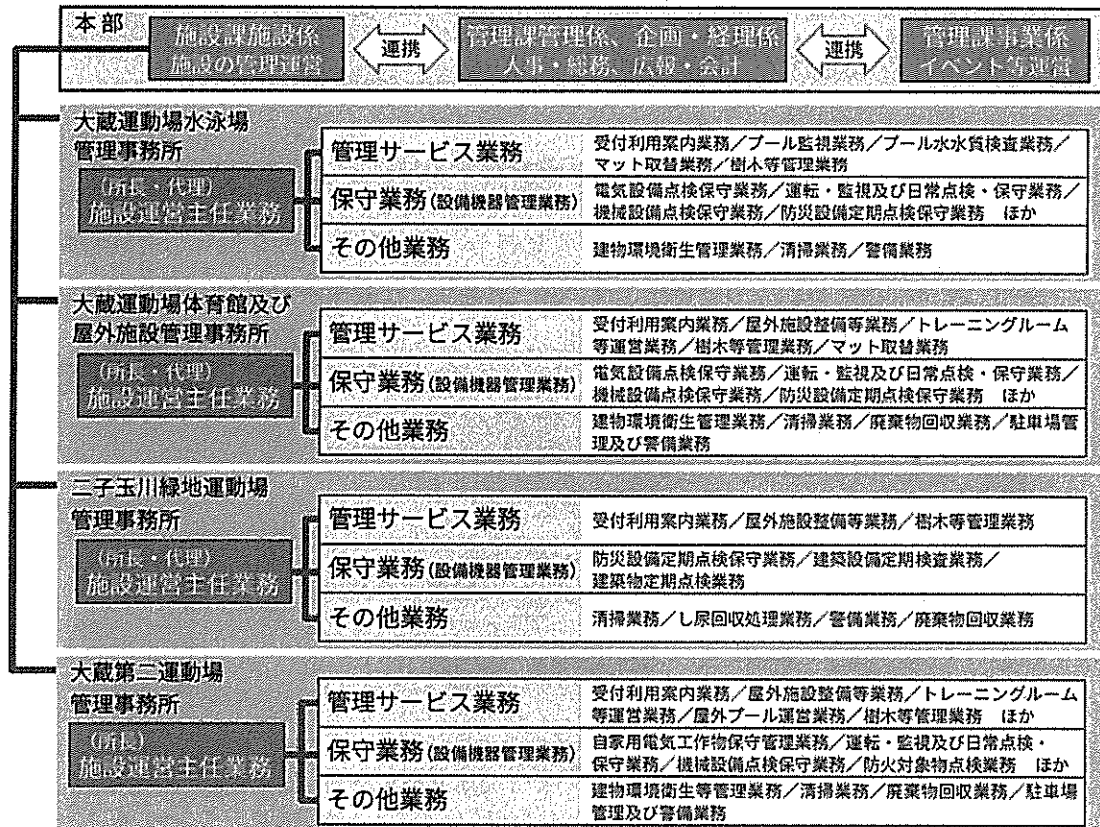 本部
施設課施設係
施設の管理運営
連携
管理課管理係、企画・経理係
人事・総務、広報・会計
連携
管理課事業係
イベント等運営
大蔵運動場水泳場
管理事務所
(所長・代理)
施設運営主任業務
管理サービス業務
受付利用案内業務/プール監視業務/プール水水質検査業務/
マット取替業務/樹木等管理業務
保守業務(設備機器管理業務)
電気設備点検保守業務/運転・監視及び日常点検・保守業務/
機械設備点検保守業務/防災設備定期点検保守業務 ほか
その他業務
建物環境衛生管理業務/清掃業務/警備業務
大蔵運動場体育館及び
屋外施設管理事務所
(所長・代理)
施設運営主任業務
管理サービス業務
受付利用案内業務/屋外施設整備等業務/トレーニングルーム
等運営業務/樹木等管理業務/マット取替業務
保守業務(設備機器管理業務)
電気設備点検保守業務/運転・監視及び日常点検・保守業務/
機械設備点検保守業務/防災設備定期点検保守業務 ほか
その他業務
建物環境衛生管理業務/清掃業務/廃棄物回収業務/駐車場管
理及び警備業務
二子玉川緑地運動場
管理事務所
(所長・代理)
施設運営主任業務
管理サービス業務
受付利用案内業務/屋外施設整備等業務/樹木等管理業務
保守業務(設備機器管理業務)
防災設備定期点検保守業務/建築設備定期検査業務/
建築物定期点検業務
その他業務
清掃業務/し尿回収処理業務/警備業務/廃棄物回収業務
大蔵第二運動場
管理事務所
(所長)
施設運営主任業務
管理サービス業務
受付利用案内業務/屋外施設整備等業務/トレーニングルーム
等運営業務/屋外プール運営業務/樹木等管理業務 ほか
保守業務(設備機器管理業務)
自家用電気工作物保守管理業務/運転・監視及び日常点検・
保守業務/機械設備点検保守業務/防火対象物点検業務 ほか
その他業務
建物環境衛生等管理業務/清掃業務/廃棄物回収業務/駐車場
管理及び警備業務